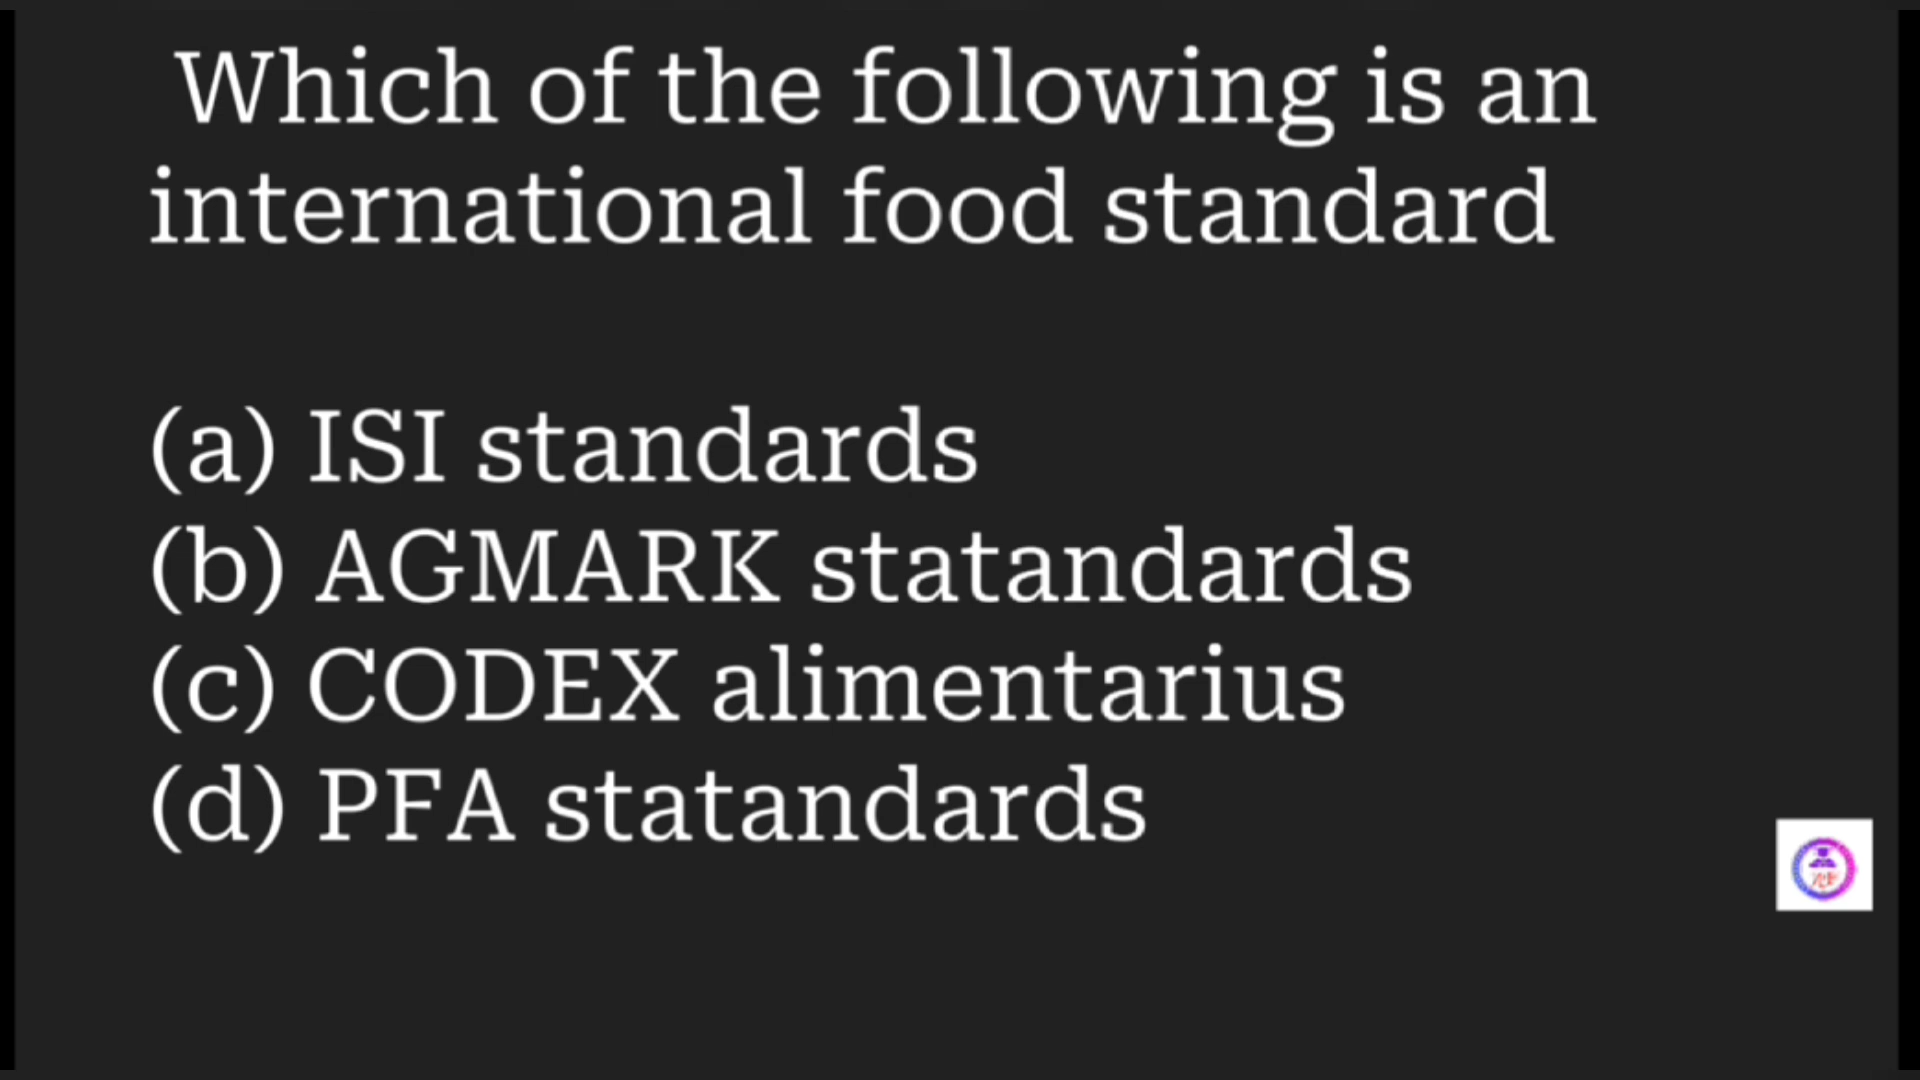 Which of the following is an
international food standard
(a) ISI standards
(b) AGMARK statandards
(c) CODEX alimentarius
(d) PFA statandards